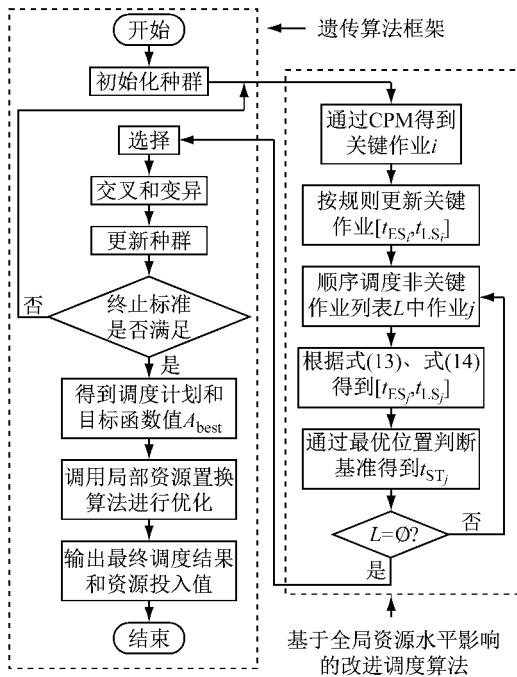 开始
遗传算法框架
初始化种群
选择
交叉和变异
更新种群
否
终止标准
是否满足
是
得到调度计划和
目标函数值A_best
调用局部资源置换
算法进行优化
输出最终调度结果
和资源投入值
结束
通过CPM得到
关键作业i
按规则更新关键
作业[t_ESi,t_LSi]
顺序调度非关键
作业列表L中作业j
根据式(13)、式(14)
得到[t_ESj,t_LSj]
通过最优位置判断
基准得到t_STj
L=Ø?
否
是
基于全局资源水平影响
的改进调度算法